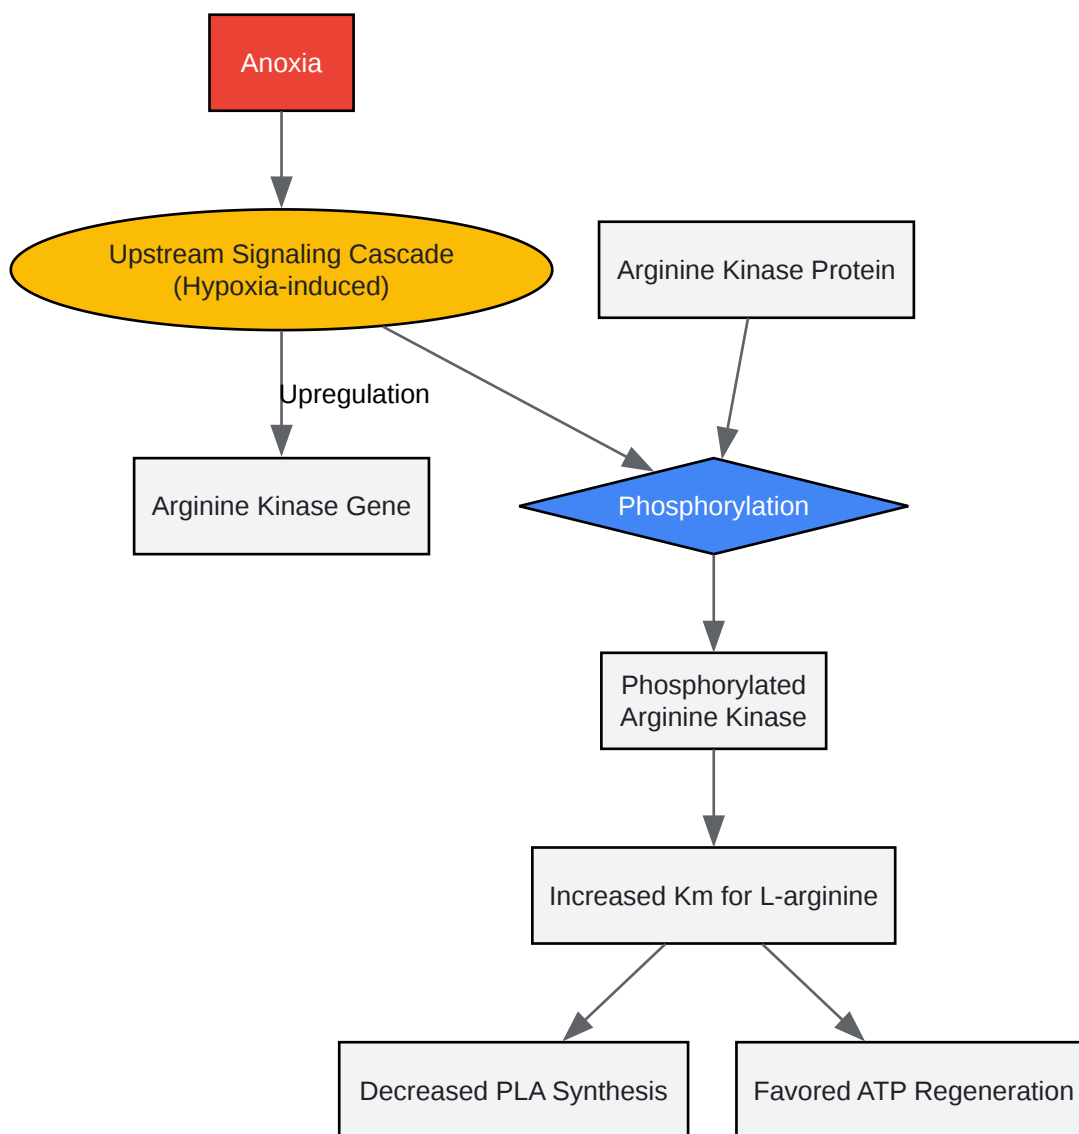 Anoxia
Upstream Signaling Cascade
(Hypoxia-induced)
Arginine Kinase Protein
Upregulation
Arginine Kinase Gene
Phosphorylation
Phosphorylated
Arginine Kinase
Increased Km for L-arginine
Decreased PLA Synthesis
Favored ATP Regeneration